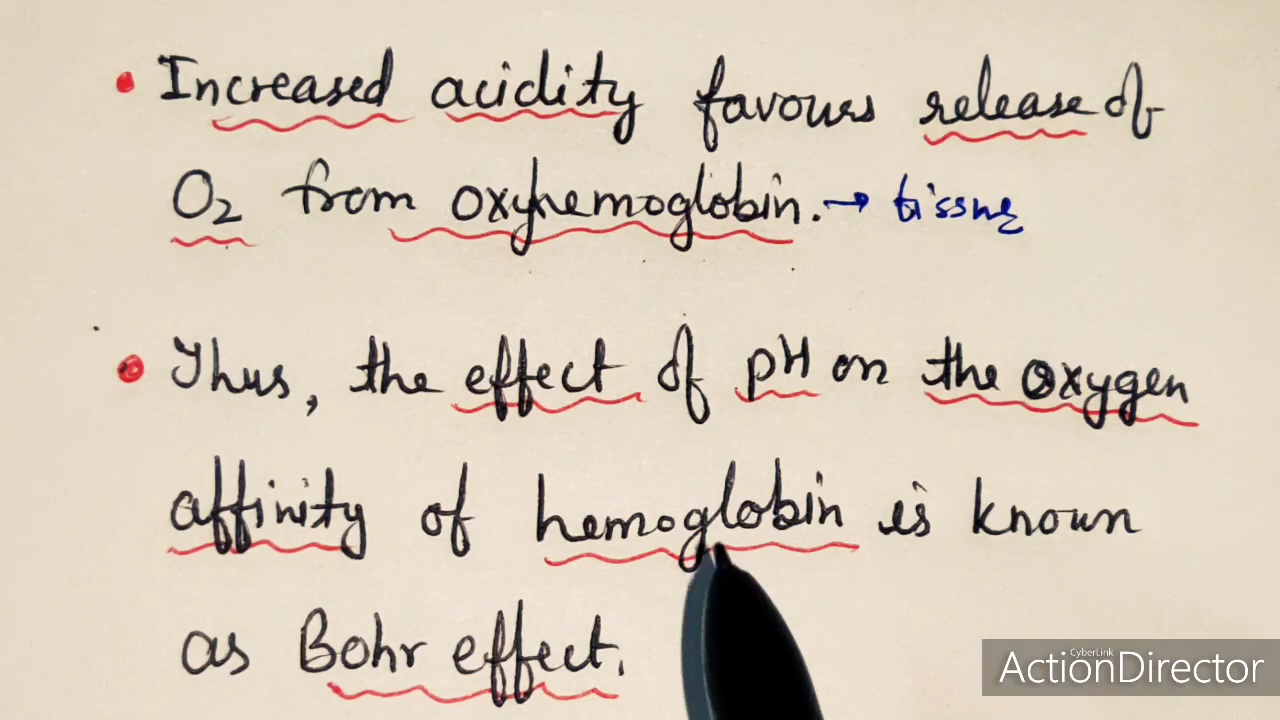 • Increased acidity favours release of
O2 from oxyhemoglobin. → tissue
• Thus, the effect of pH on the oxygen
affinity of hemoglobin is known
as Bohr effect.
CyberLink
ActionDirector